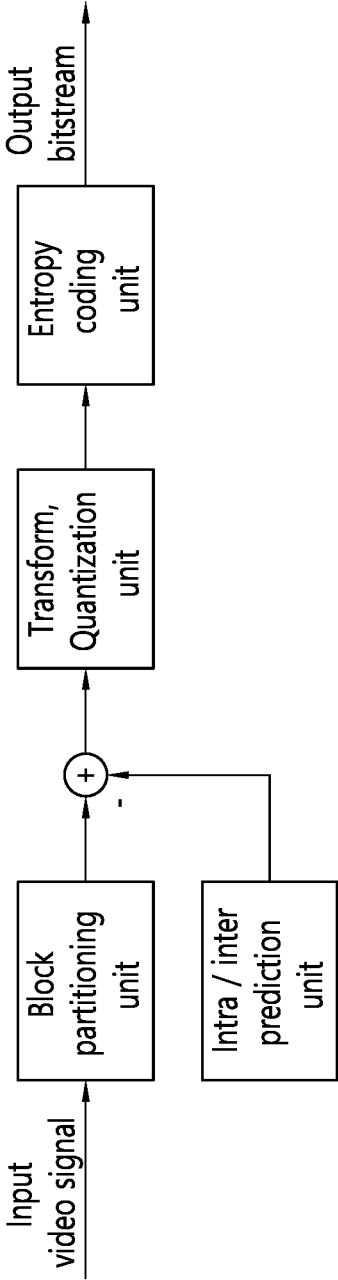 Input
video signal
Block
partitioning
unit
+
-
Intra / inter
prediction
unit
Transform,
Quantization
unit
Entropy
coding
unit
Output
bitstream